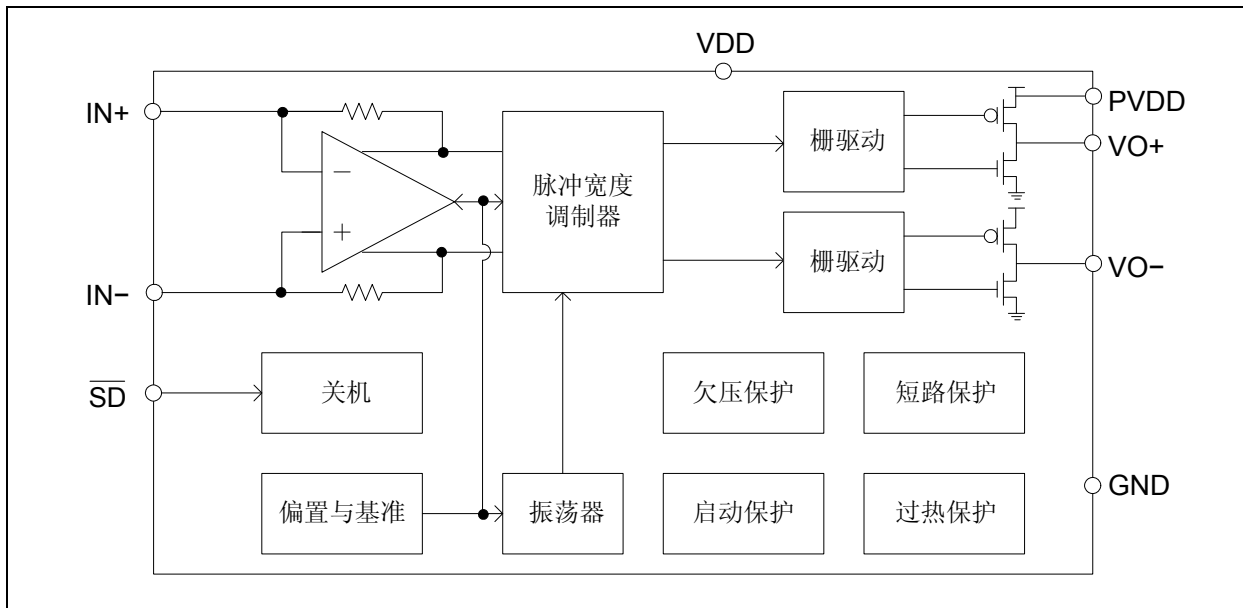 VDD
IN+
PVDD
栅驱动
VO+
脉冲宽度
调制器
−
+
栅驱动
VO−
IN−
SD
关机
欠压保护
短路保护
GND
偏置与基准
振荡器
启动保护
过热保护